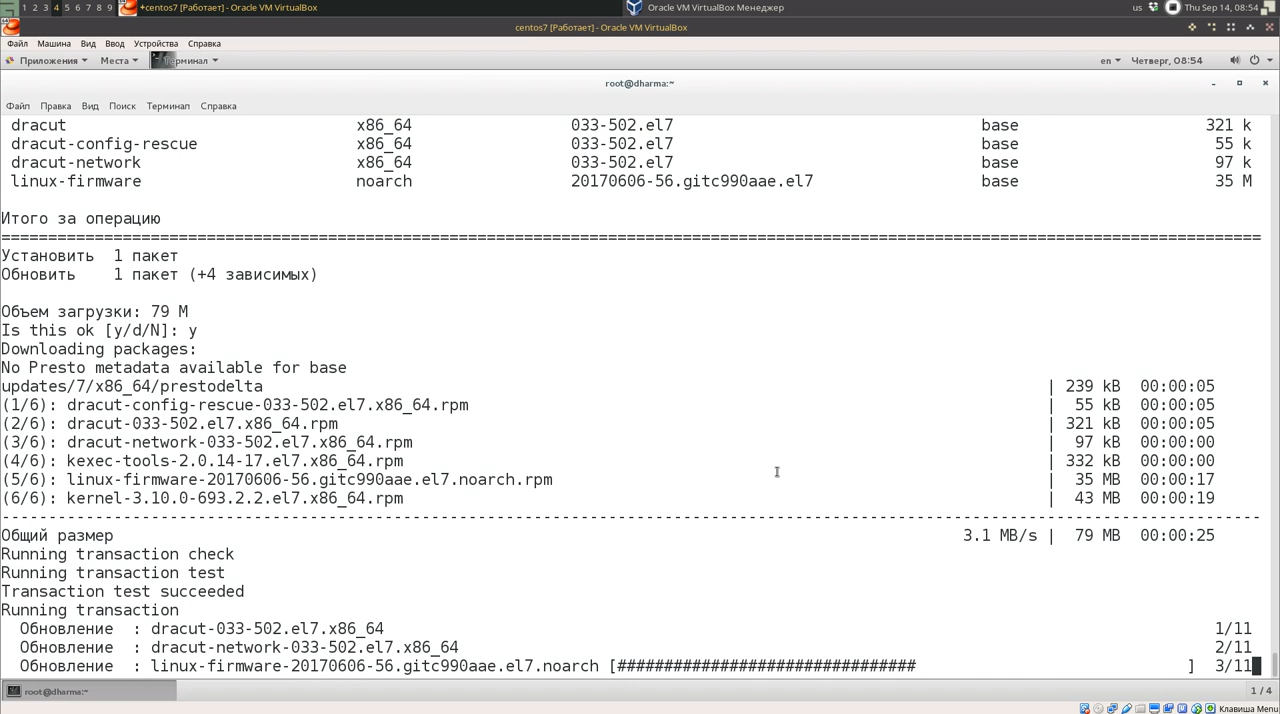 1 2 3 4 5 6 7 8 9 *centos7 [Работает] - Oracle VM VirtualBox Oracle VM VirtualBox Менеджер us Thu Sep 14, 08:54
centos7 [Работает] - Oracle VM VirtualBox
Файл Машина Вид Ввод Устройства Справка
Приложения Места Терминал en Четверг, 08:54
root@dharma:~
Файл Правка Вид Поиск Терминал Справка
dracut x86_64 033-502.el7 base 321 k
dracut-config-rescue x86_64 033-502.el7 base 55 k
dracut-network x86_64 033-502.el7 base 97 k
linux-firmware noarch 20170606-56.gitc990aae.el7 base 35 M
Итого за операцию
================================================================================
Установить 1 пакет
Обновить 1 пакет (+4 зависимых)
Объем загрузки: 79 M
Is this ok [y/d/N]: y
Downloading packages:
No Presto metadata available for base
updates/7/x86_64/prestodelta | 239 kB 00:00:05
(1/6): dracut-config-rescue-033-502.el7.x86_64.rpm | 55 kB 00:00:05
(2/6): dracut-033-502.el7.x86_64.rpm | 321 kB 00:00:05
(3/6): dracut-network-033-502.el7.x86_64.rpm | 97 kB 00:00:00
(4/6): kexec-tools-2.0.14-17.el7.x86_64.rpm | 332 kB 00:00:00
(5/6): linux-firmware-20170606-56.gitc990aae.el7.noarch.rpm | 35 MB 00:00:17
(6/6): kernel-3.10.0-693.2.2.el7.x86_64.rpm | 43 MB 00:00:19
--------------------------------------------------------------------------------
Общий размер 3.1 MB/s | 79 MB 00:00:25
Running transaction check
Running transaction test
Transaction test succeeded
Running transaction
Обновление : dracut-033-502.el7.x86_64 1/11
Обновление : dracut-network-033-502.el7.x86_64 2/11
Обновление : linux-firmware-20170606-56.gitc990aae.el7.noarch [################################ ] 3/11
root@dharma:~ 1 / 4
Клавиша Menu